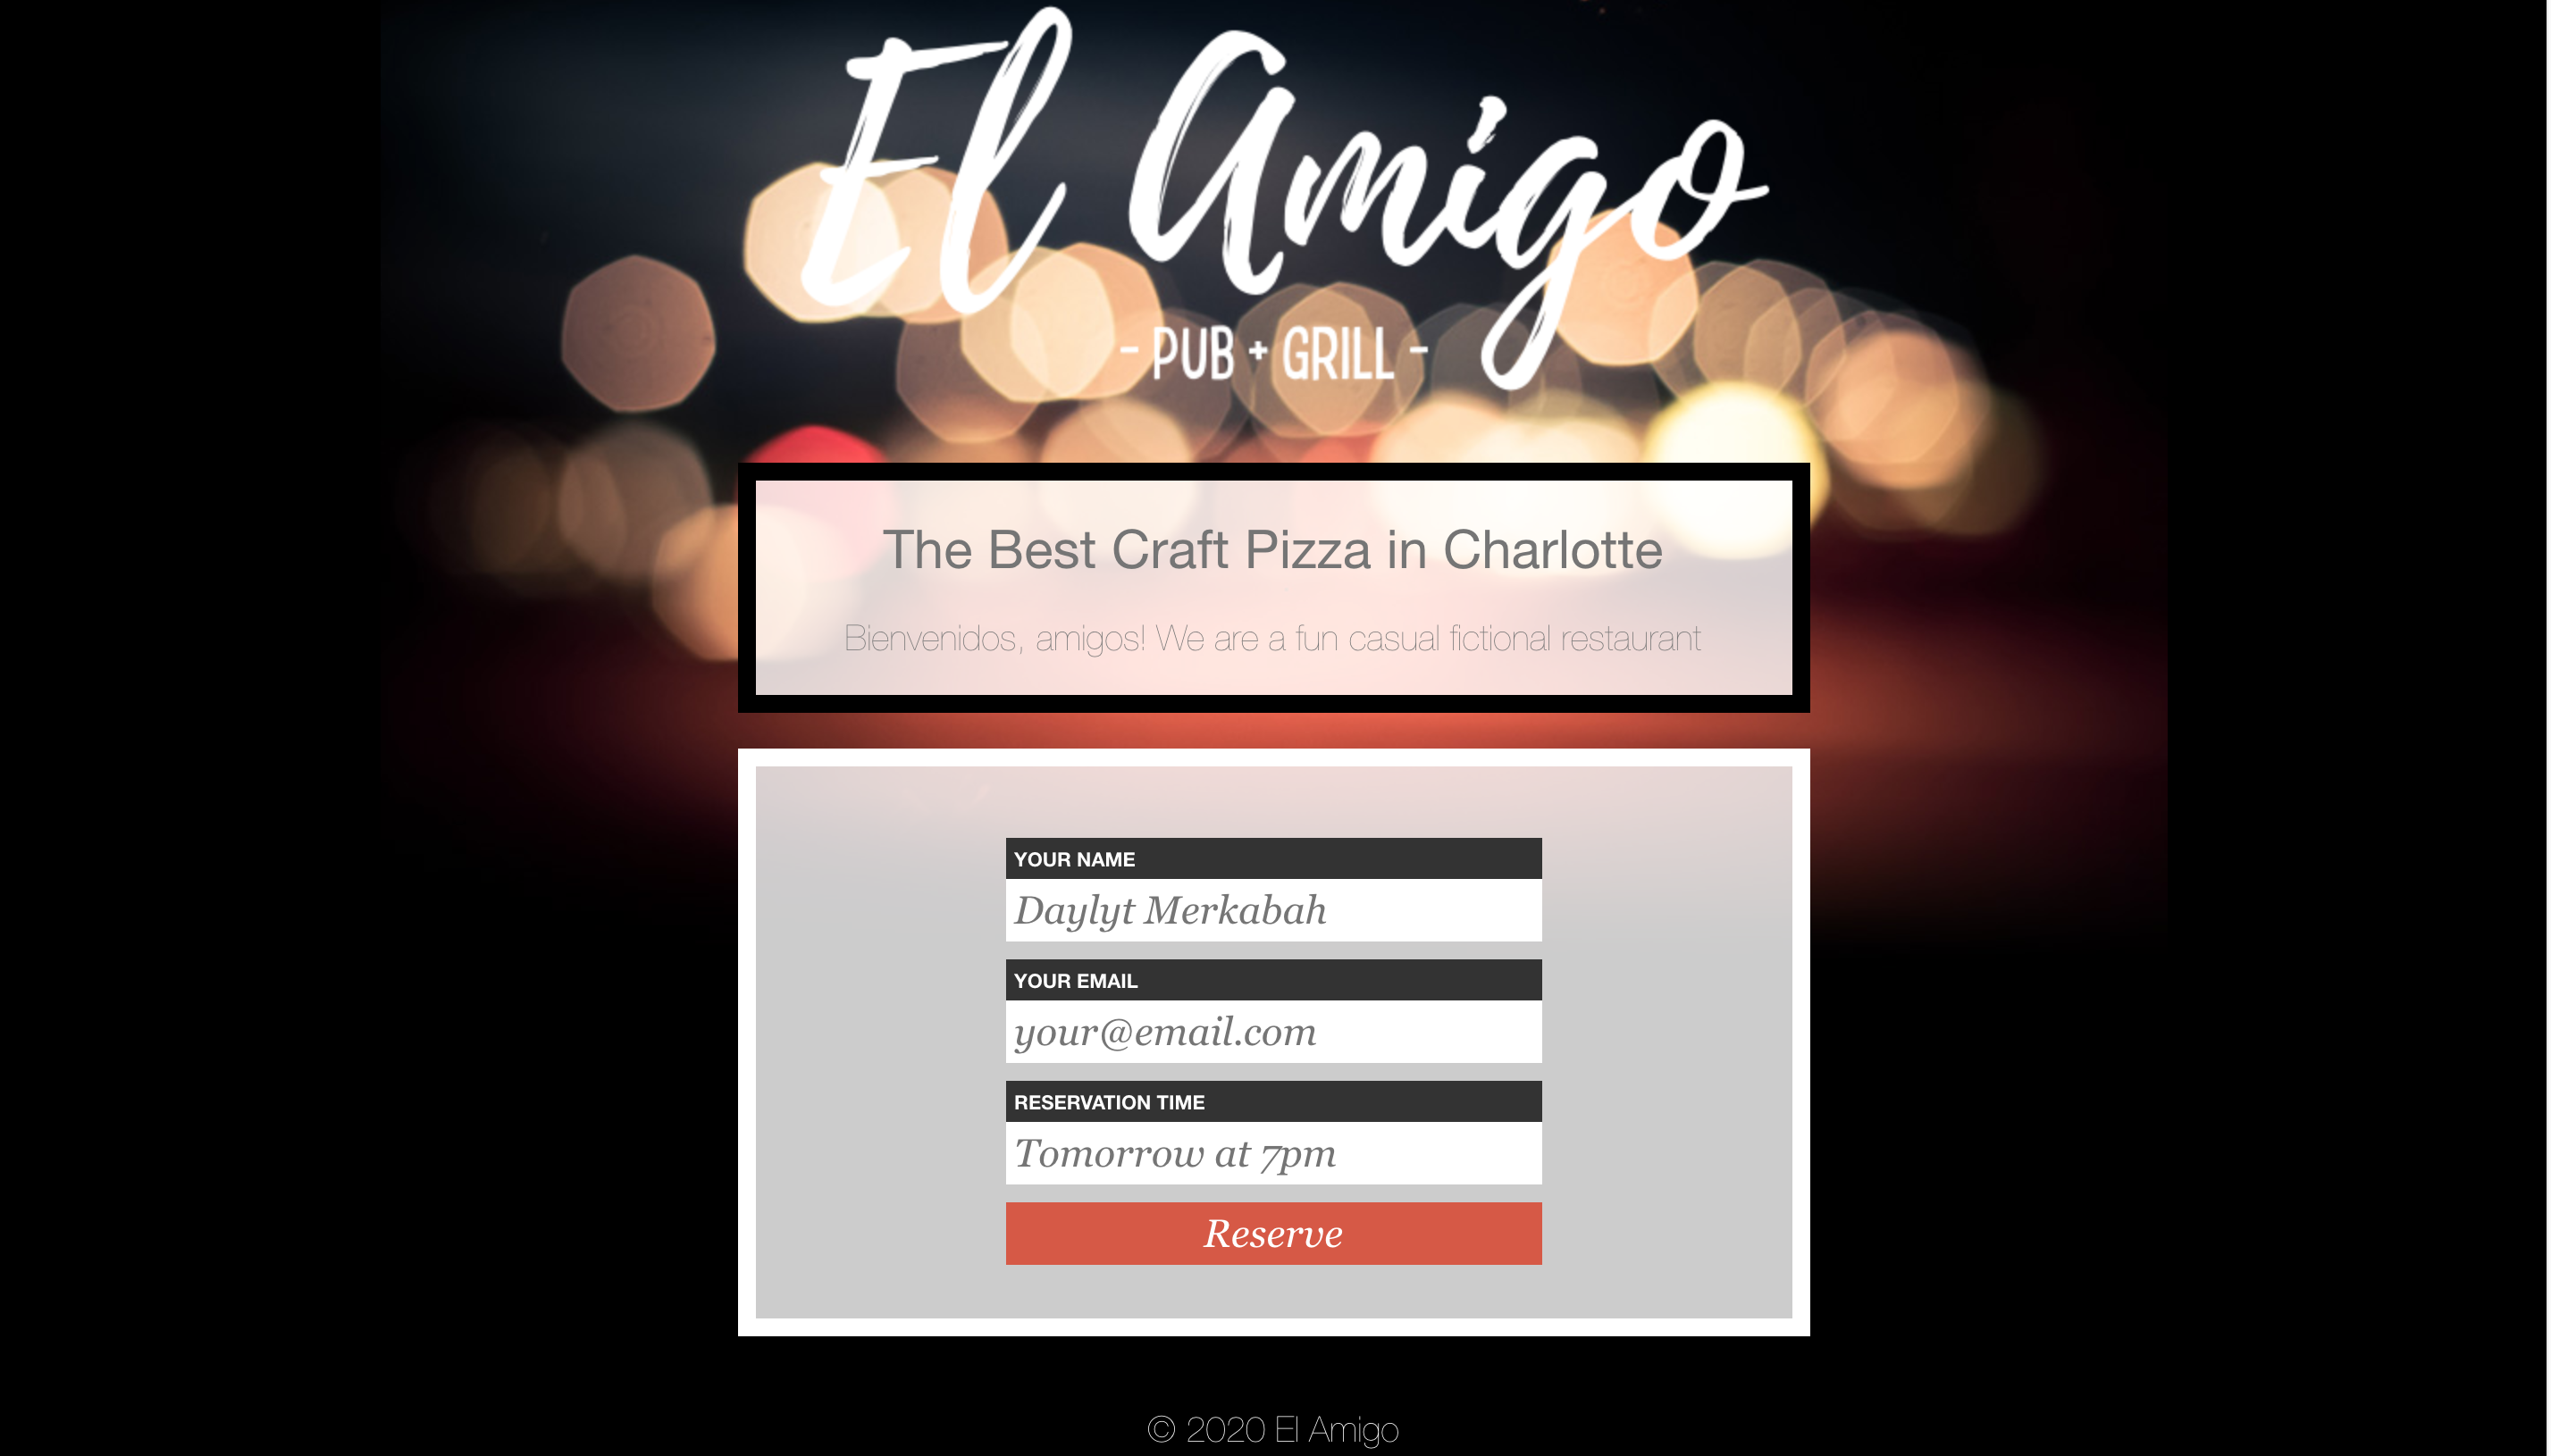 El Amigo
- PUB + GRILL -
The Best Craft Pizza in Charlotte
Bienvenidos, amigos! We are a fun casual fictional restaurant
YOUR NAME
Daylyt Merkabah
YOUR EMAIL
your@email.com
RESERVATION TIME
Tomorrow at 7pm
Reserve
© 2020 El Amigo